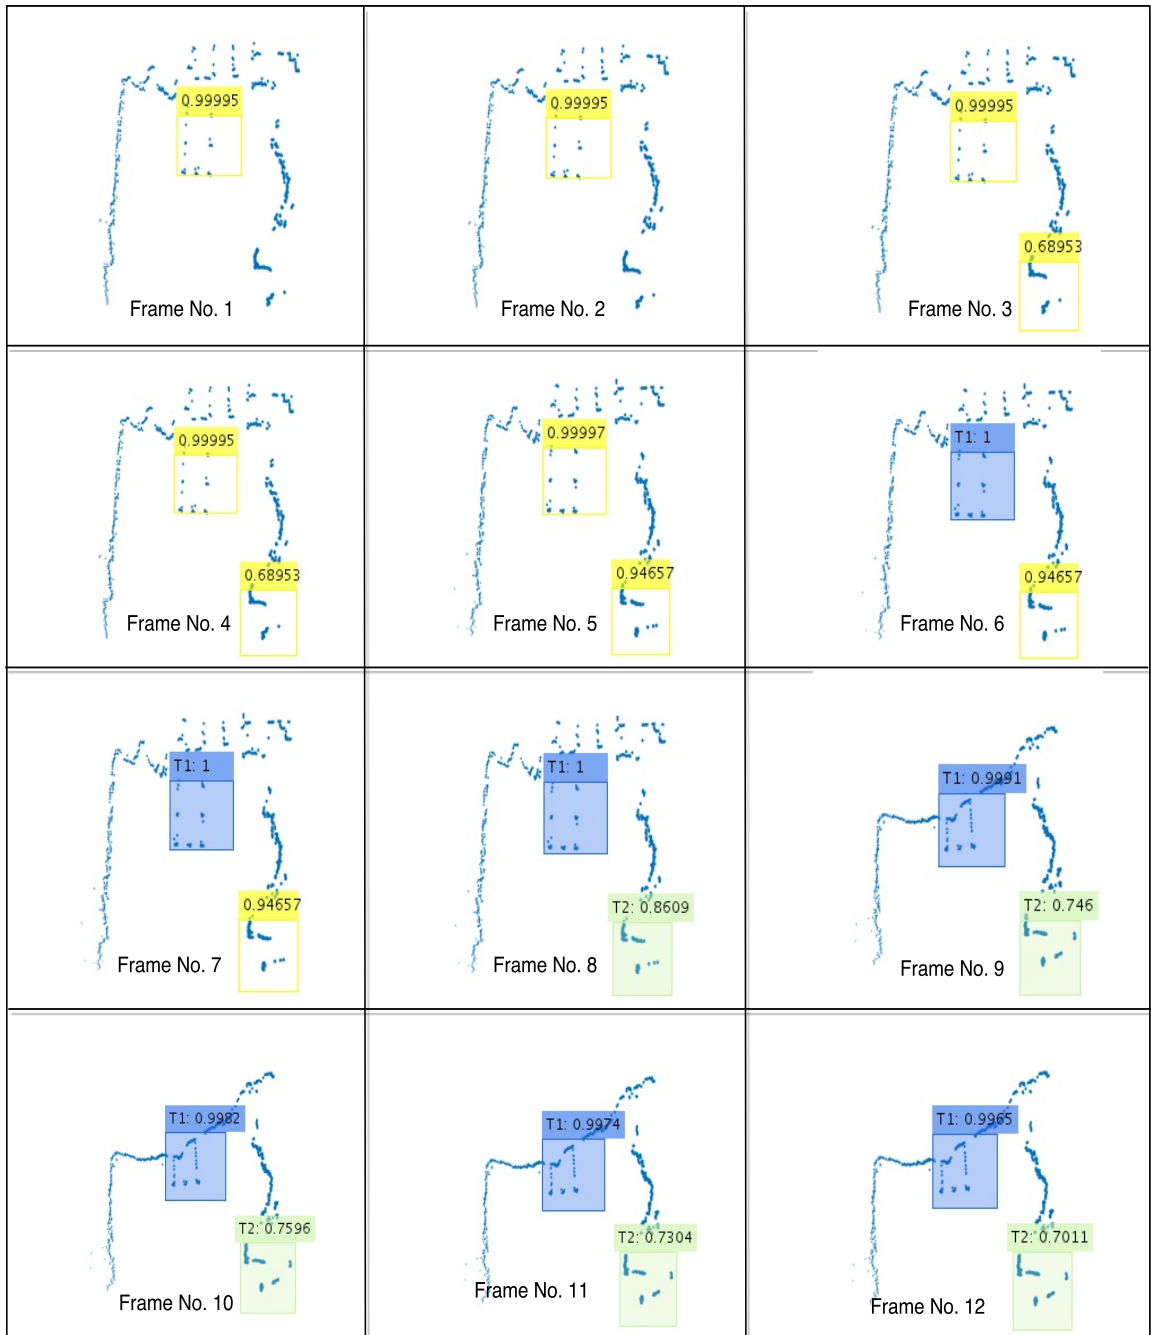 0.99995
Frame No. 1
0.99995
Frame No. 2
0.99995
0.68953
Frame No. 3
0.99995
0.68953
Frame No. 4
0.99997
0.94657
Frame No. 5
T1: 1
0.94657
Frame No. 6
T1: 1
0.94657
Frame No. 7
T1: 1
T2: 0.8609
Frame No. 8
T1: 0.9991
T2: 0.746
Frame No. 9
T1: 0.9982
T2: 0.7596
Frame No. 10
T1: 0.9974
T2: 0.7304
Frame No. 11
T1: 0.9965
T2: 0.7011
Frame No. 12